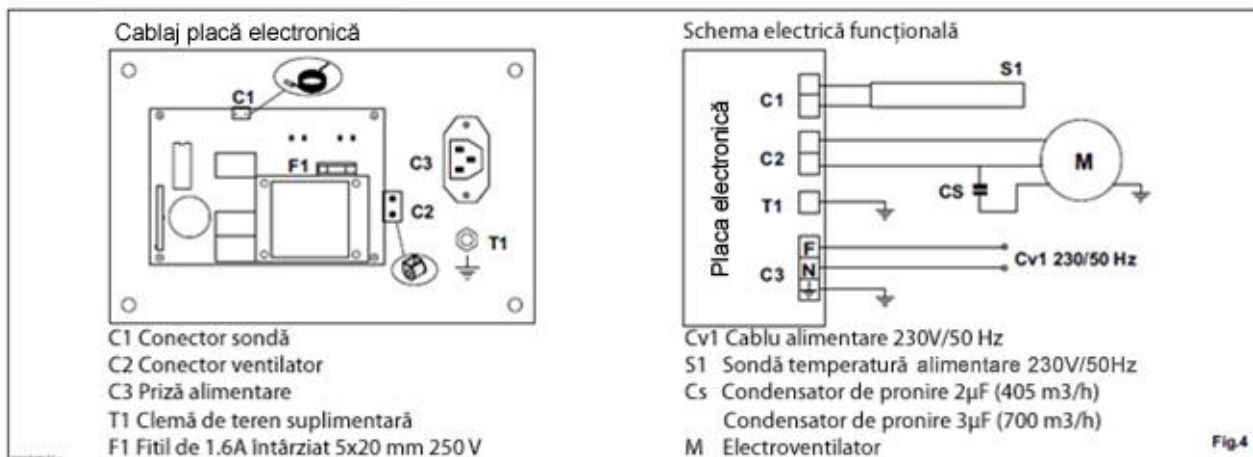 Cablaj placă electronică
C1
F1
C3
C2
T1
C1 Conector sondă
C2 Conector ventilator
C3 Priză alimentare
T1 Clemă de teren suplimentară
F1 Fitil de 1.6A întârziat 5x20 mm 250 V
Schema electrică funcțională
Placa electronică
S1
C1
C2
M
CS
T1
F
N
C3
Cv1 230/50 Hz
Cv1 Cablu alimentare 230V/50 Hz
S1 Sondă temperatură alimentare 230V/50Hz
Cs Condensator de pronire 2µF (405 m3/h)
Condensator de pronire 3µF (700 m3/h)
M Electroventilator
Fig.4